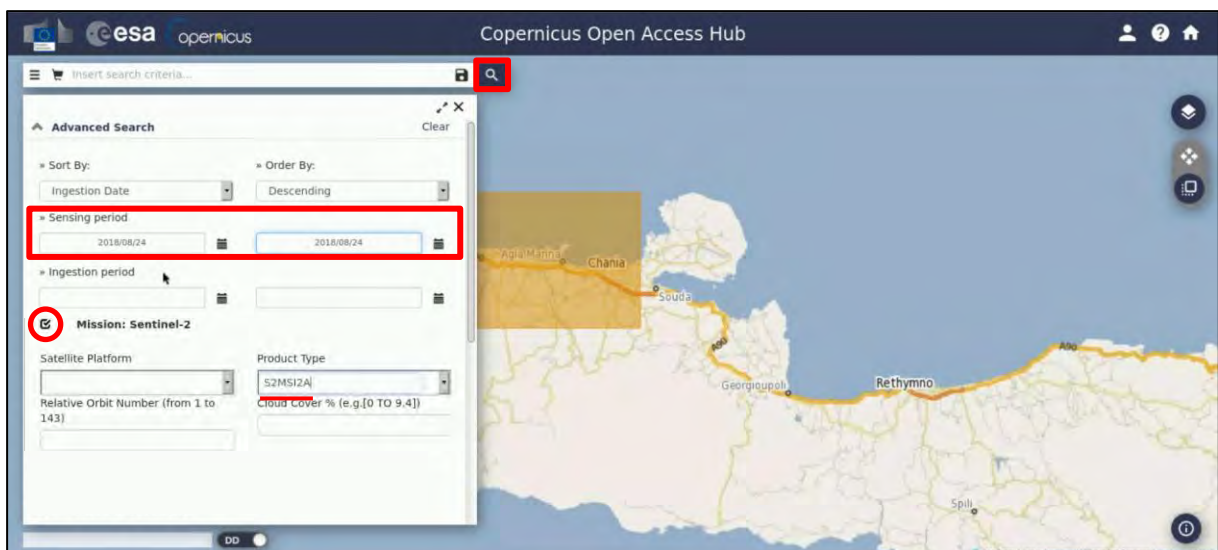 esa opernicus Copernicus Open Access Hub
Insert search criteria...
Advanced Search Clear
» Sort By: » Order By:
Ingestion Date Descending
» Sensing period
2018/08/24 2018/08/24
» Ingestion period
Mission: Sentinel-2
Satellite Platform Product Type
S2MSI2A
Relative Orbit Number (from 1 to 143) Cloud Cover % (e.g.[0 TO 9.4])
DD
Agia Marina
Chania
Souda
A90
Georgioupoli
Rethymno
A90
Spili